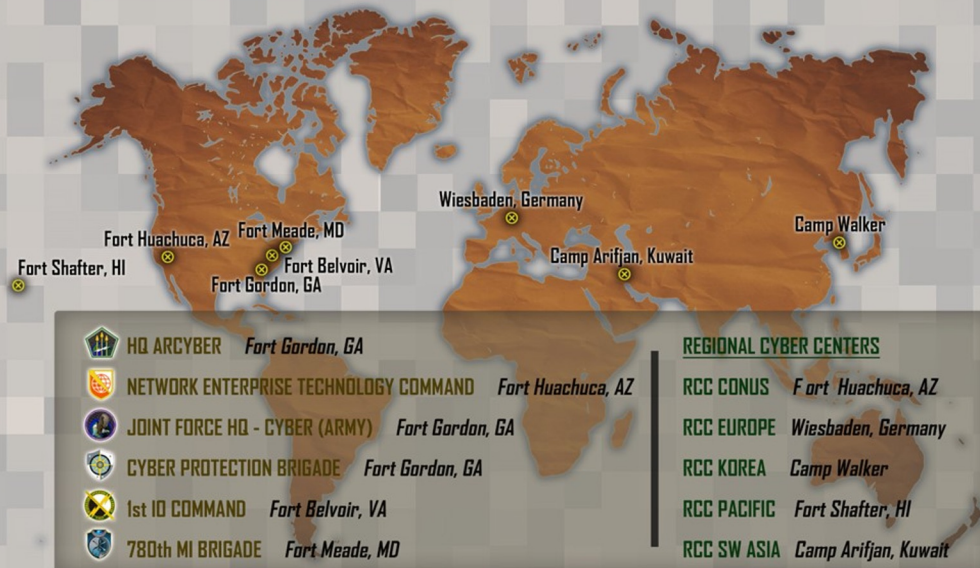 Wiesbaden, Germany
Camp Walker
Fort Meade, MD
Fort Huachuca, AZ
Camp Arifjan, Kuwait
Fort Shafter, HI
Fort Belvoir, VA
Fort Gordon, GA
HQ ARCYBER Fort Gordon, GA
NETWORK ENTERPRISE TECHNOLOGY COMMAND Fort Huachuca, AZ
JOINT FORCE HQ - CYBER (ARMY) Fort Gordon, GA
CYBER PROTECTION BRIGADE Fort Gordon, GA
1st IO COMMAND Fort Belvoir, VA
780th MI BRIGADE Fort Meade, MD
REGIONAL CYBER CENTERS
RCC CONUS Fort Huachuca, AZ
RCC EUROPE Wiesbaden, Germany
RCC KOREA Camp Walker
RCC PACIFIC Fort Shafter, HI
RCC SW ASIA Camp Arifjan, Kuwait